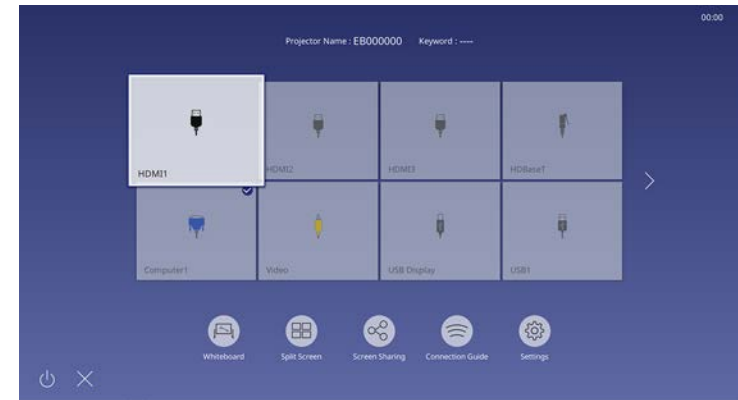 00:00
Projector Name : EB000000 Keyword : ----
HDMI1 HDMI2 HDMI3 HDBaseT
Computer1 Video USB Display USB1
Whiteboard Split Screen Screen Sharing Connection Guide Settings